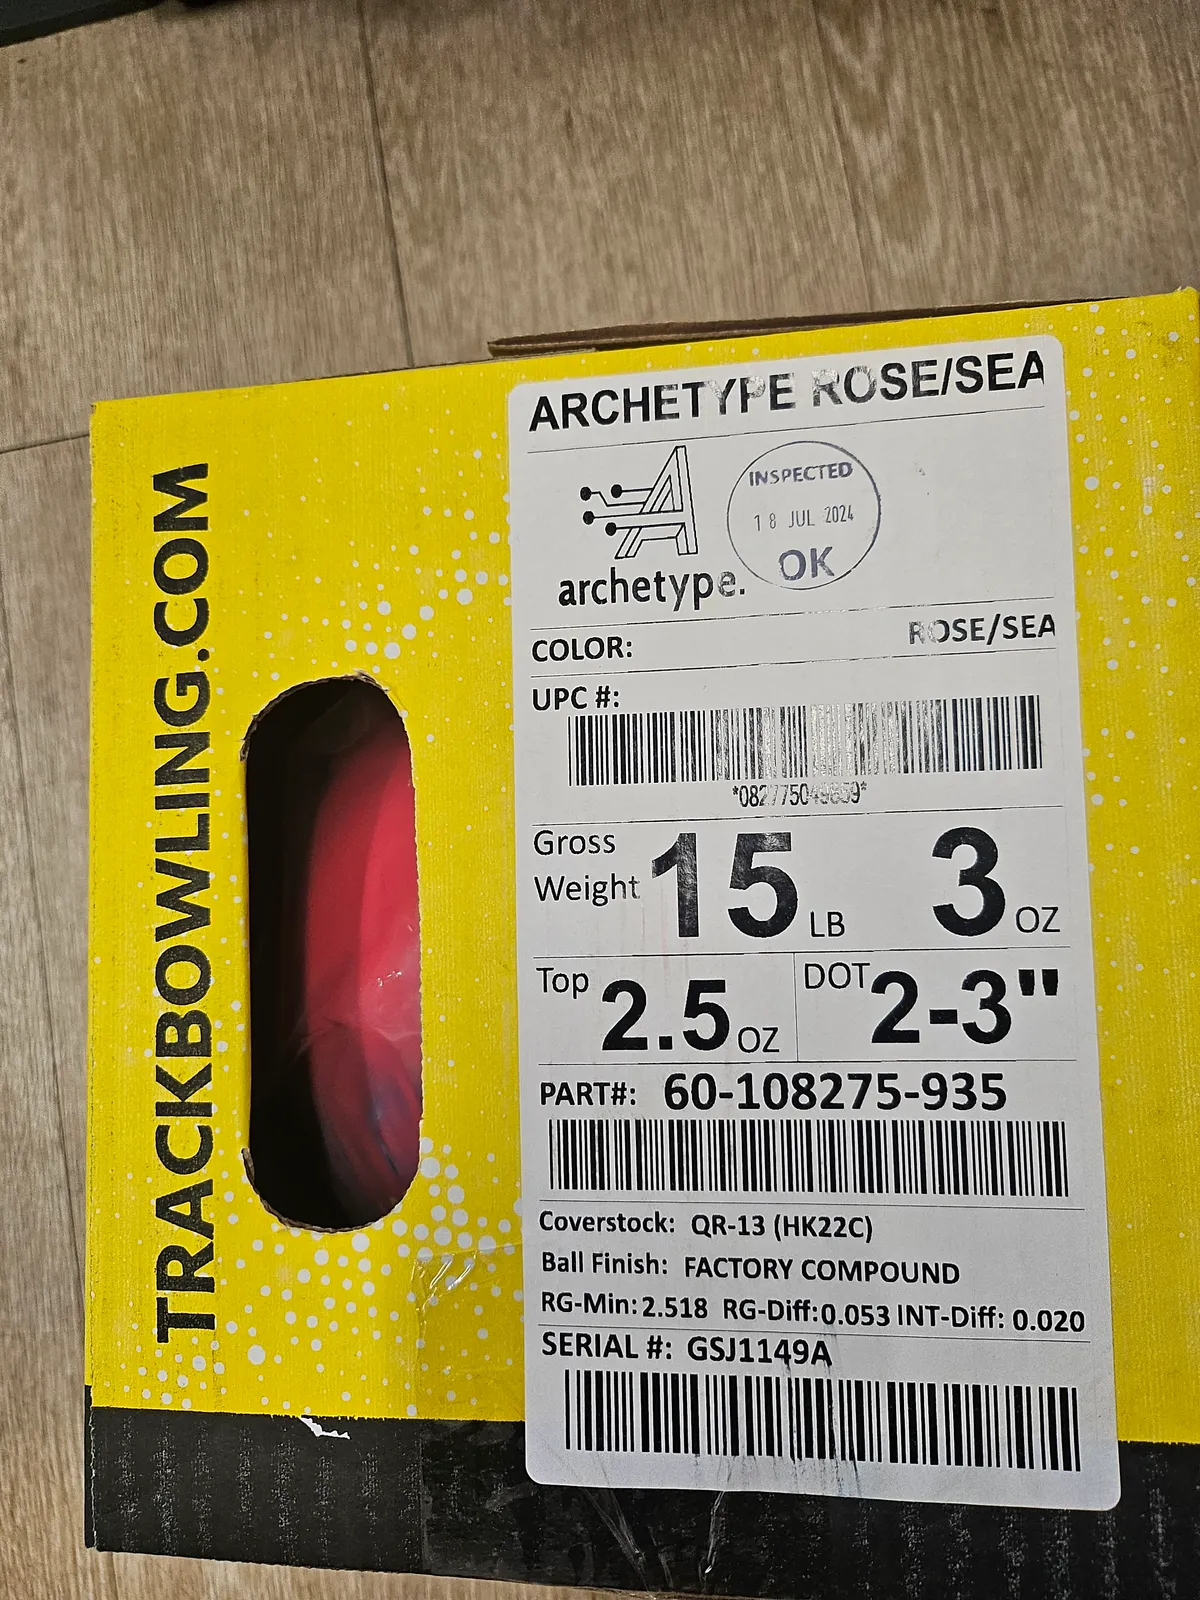 TRACKBOWLING.COM
ARCHETYPE ROSE/SEA
archetype.
INSPECTED
18 JUL 2024
OK
COLOR: ROSE/SEA
UPC #:
Gross Weight 15 LB 3 OZ
Top 2.5 OZ DOT 2-3"
PART#: 60-108275-935
Coverstock: QR-13 (HK22C)
Ball Finish: FACTORY COMPOUND
RG-Min: 2.518 RG-Diff: 0.053 INT-Diff: 0.020
SERIAL #: GSJ1149A